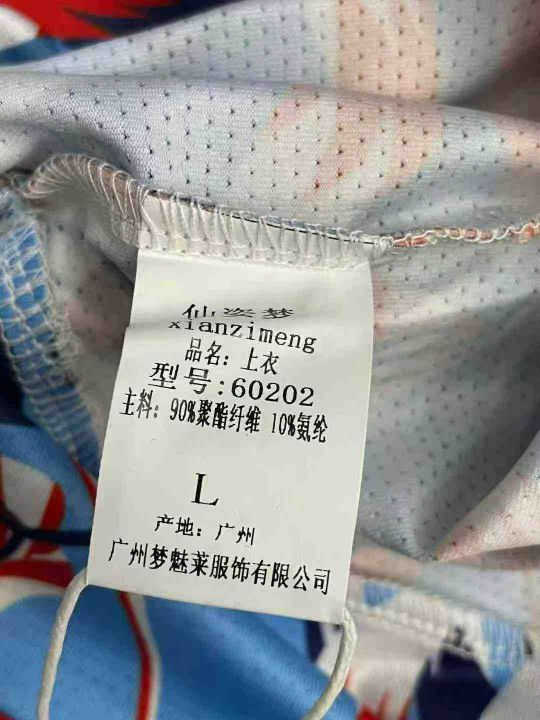 仙姿梦
xianzimeng
品名：上衣
型号：60202
主料：90%聚酯纤维 10%氨纶
L
产地：广州
广州梦魅莱服饰有限公司